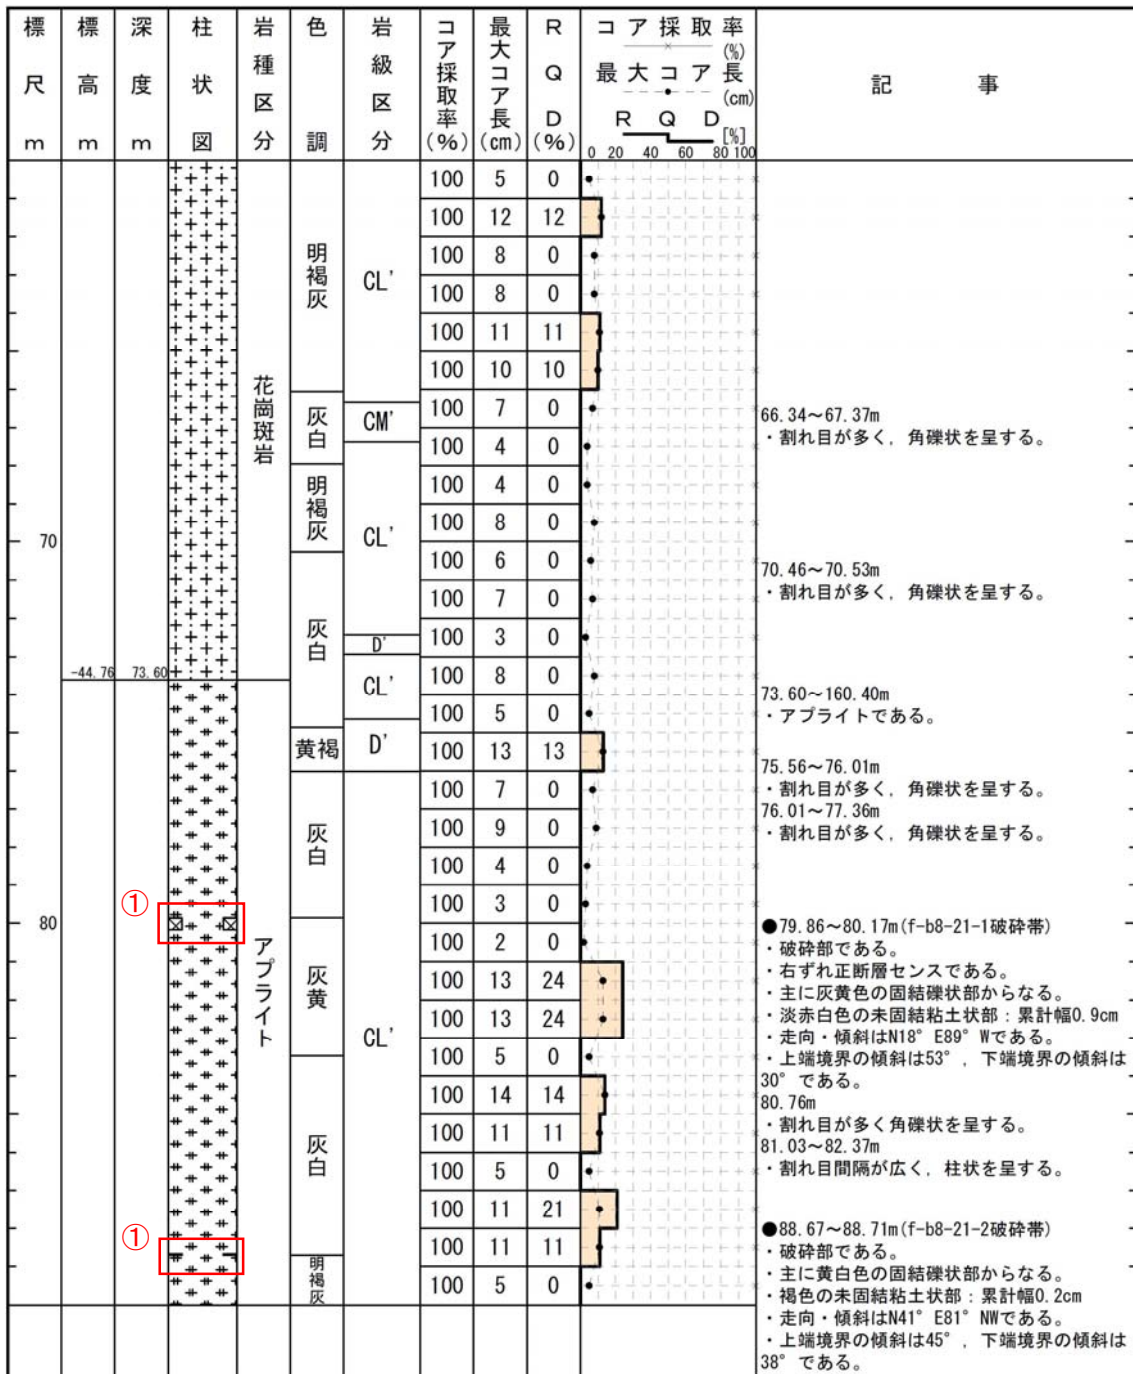 標尺 m
標高 m
深度 m
柱状図
岩種区分
色調
岩級区分
コア採取率(%)
最大コア長(cm)
RQD(%)
コア採取率(%)
最大コア長(cm)
RQD[%]
0 20 40 60 80 100
記事
100 5 0
100 12 12
100 8 0
100 8 0
100 11 11
100 10 10
100 7 0
100 4 0
100 4 0
100 8 0
100 6 0
100 7 0
100 3 0
100 8 0
100 5 0
100 13 13
100 7 0
100 9 0
100 4 0
100 3 0
100 2 0
100 13 24
100 13 24
100 5 0
100 14 14
100 11 11
100 5 0
100 11 21
100 11 11
100 5 0
70
80
-44.76 73.60
①
①
花崗斑岩
アプライト
明褐灰
灰白
明褐灰
灰白
黄褐
灰白
灰黄
灰白
明褐灰
CL'
CM'
CL'
D'
CL'
D'
CL'
66.34～67.37m
・割れ目が多く，角礫状を呈する。
70.46～70.53m
・割れ目が多く，角礫状を呈する。
73.60～160.40m
・アプライトである。
75.56～76.01m
・割れ目が多く，角礫状を呈する。
76.01～77.36m
・割れ目が多く，角礫状を呈する。
●79.86～80.17m(f-b8-21-1破砕帯)
・破砕部である。
・右ずれ正断層センスである。
・主に灰黄色の固結礫状部からなる。
・淡赤白色の未固結粘土状部：累計幅0.9cm
・走向・傾斜はN18°E89°Wである。
・上端境界の傾斜は53°，下端境界の傾斜は
30°である。
80.76m
・割れ目が多く角礫状を呈する。
81.03～82.37m
・割れ目間隔が広く，柱状を呈する。
●88.67～88.71m(f-b8-21-2破砕帯)
・破砕部である。
・主に黄白色の固結礫状部からなる。
・褐色の未固結粘土状部：累計幅0.2cm
・走向・傾斜はN41°E81°NWである。
・上端境界の傾斜は45°，下端境界の傾斜は
38°である。